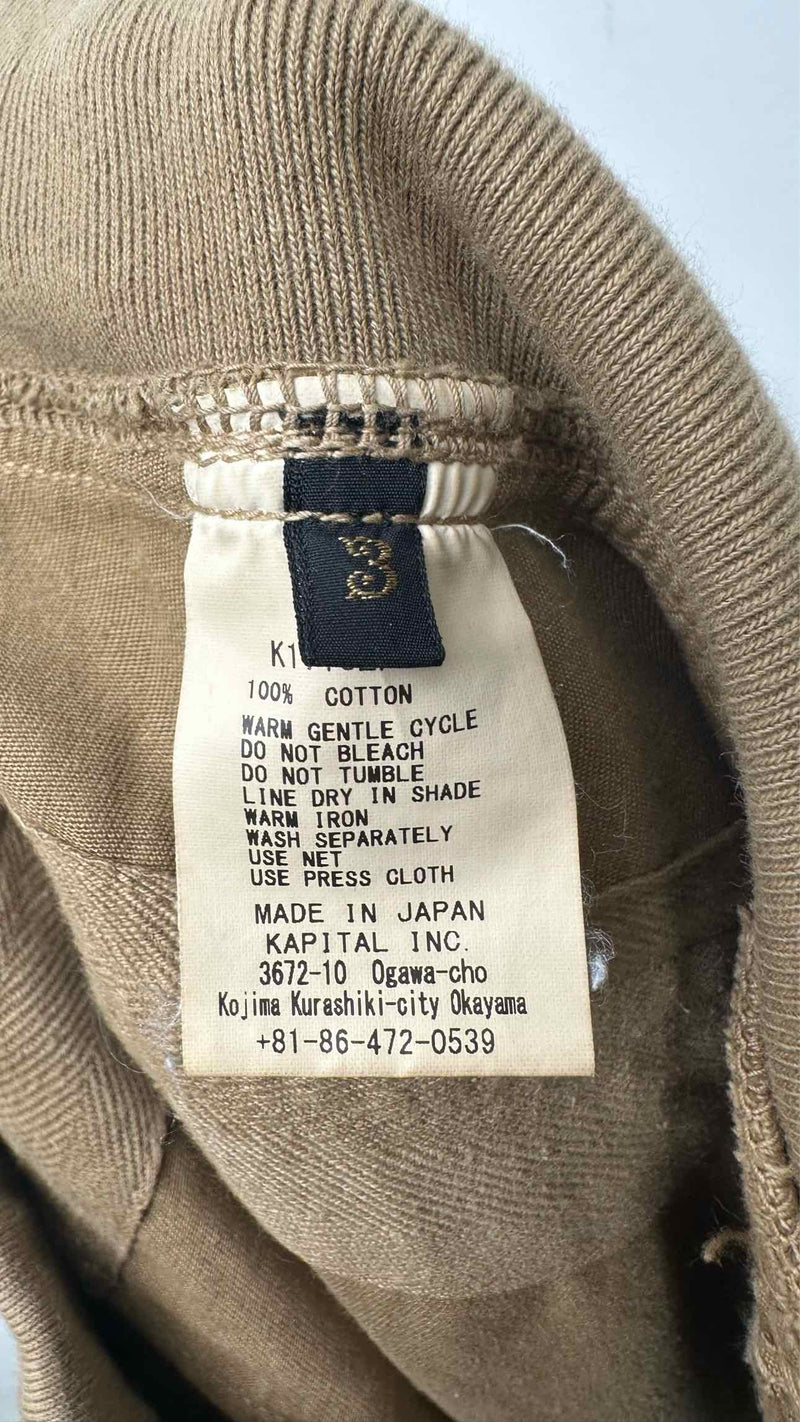 3
100% COTTON
WARM GENTLE CYCLE
DO NOT BLEACH
DO NOT TUMBLE
LINE DRY IN SHADE
WARM IRON
WASH SEPARATELY
USE NET
USE PRESS CLOTH
MADE IN JAPAN
KAPITAL INC.
3672-10 Ogawa-cho
Kojima Kurashiki-city Okayama
+81-86-472-0539